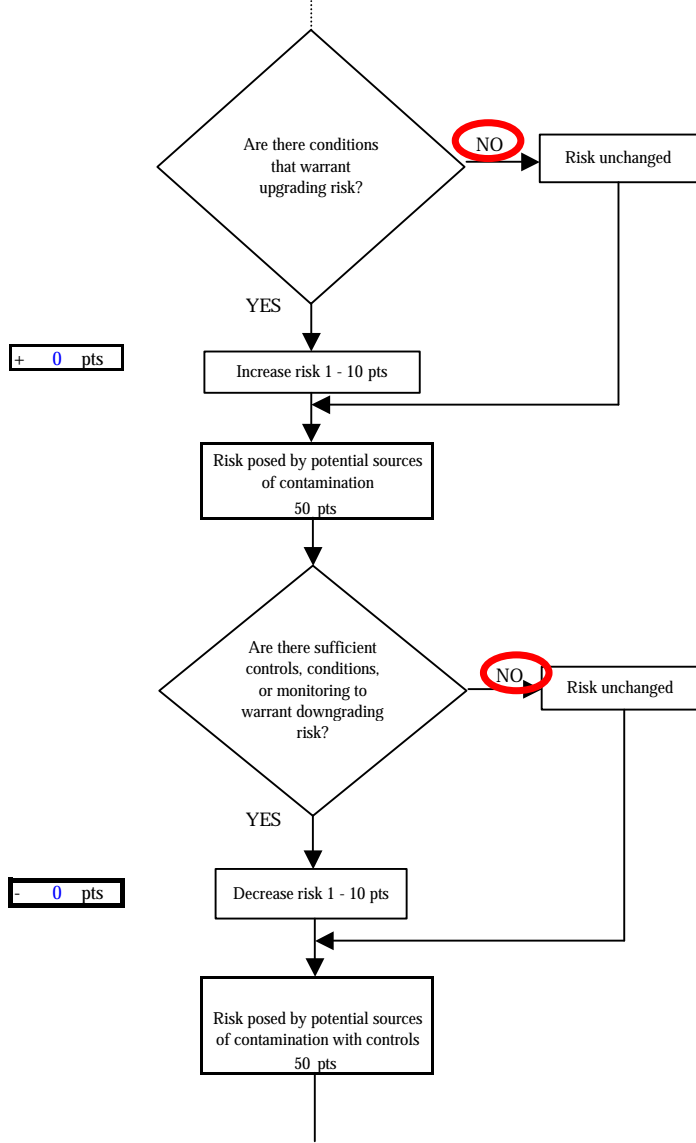 Are there conditions
that warrant
upgrading risk?
NO
Risk unchanged
YES
+ 0 pts
Increase risk 1 - 10 pts
Risk posed by potential sources
of contamination
50 pts
Are there sufficient
controls, conditions,
or monitoring to
warrant downgrading
risk?
NO
Risk unchanged
YES
- 0 pts
Decrease risk 1 - 10 pts
Risk posed by potential sources
of contamination with controls
50 pts